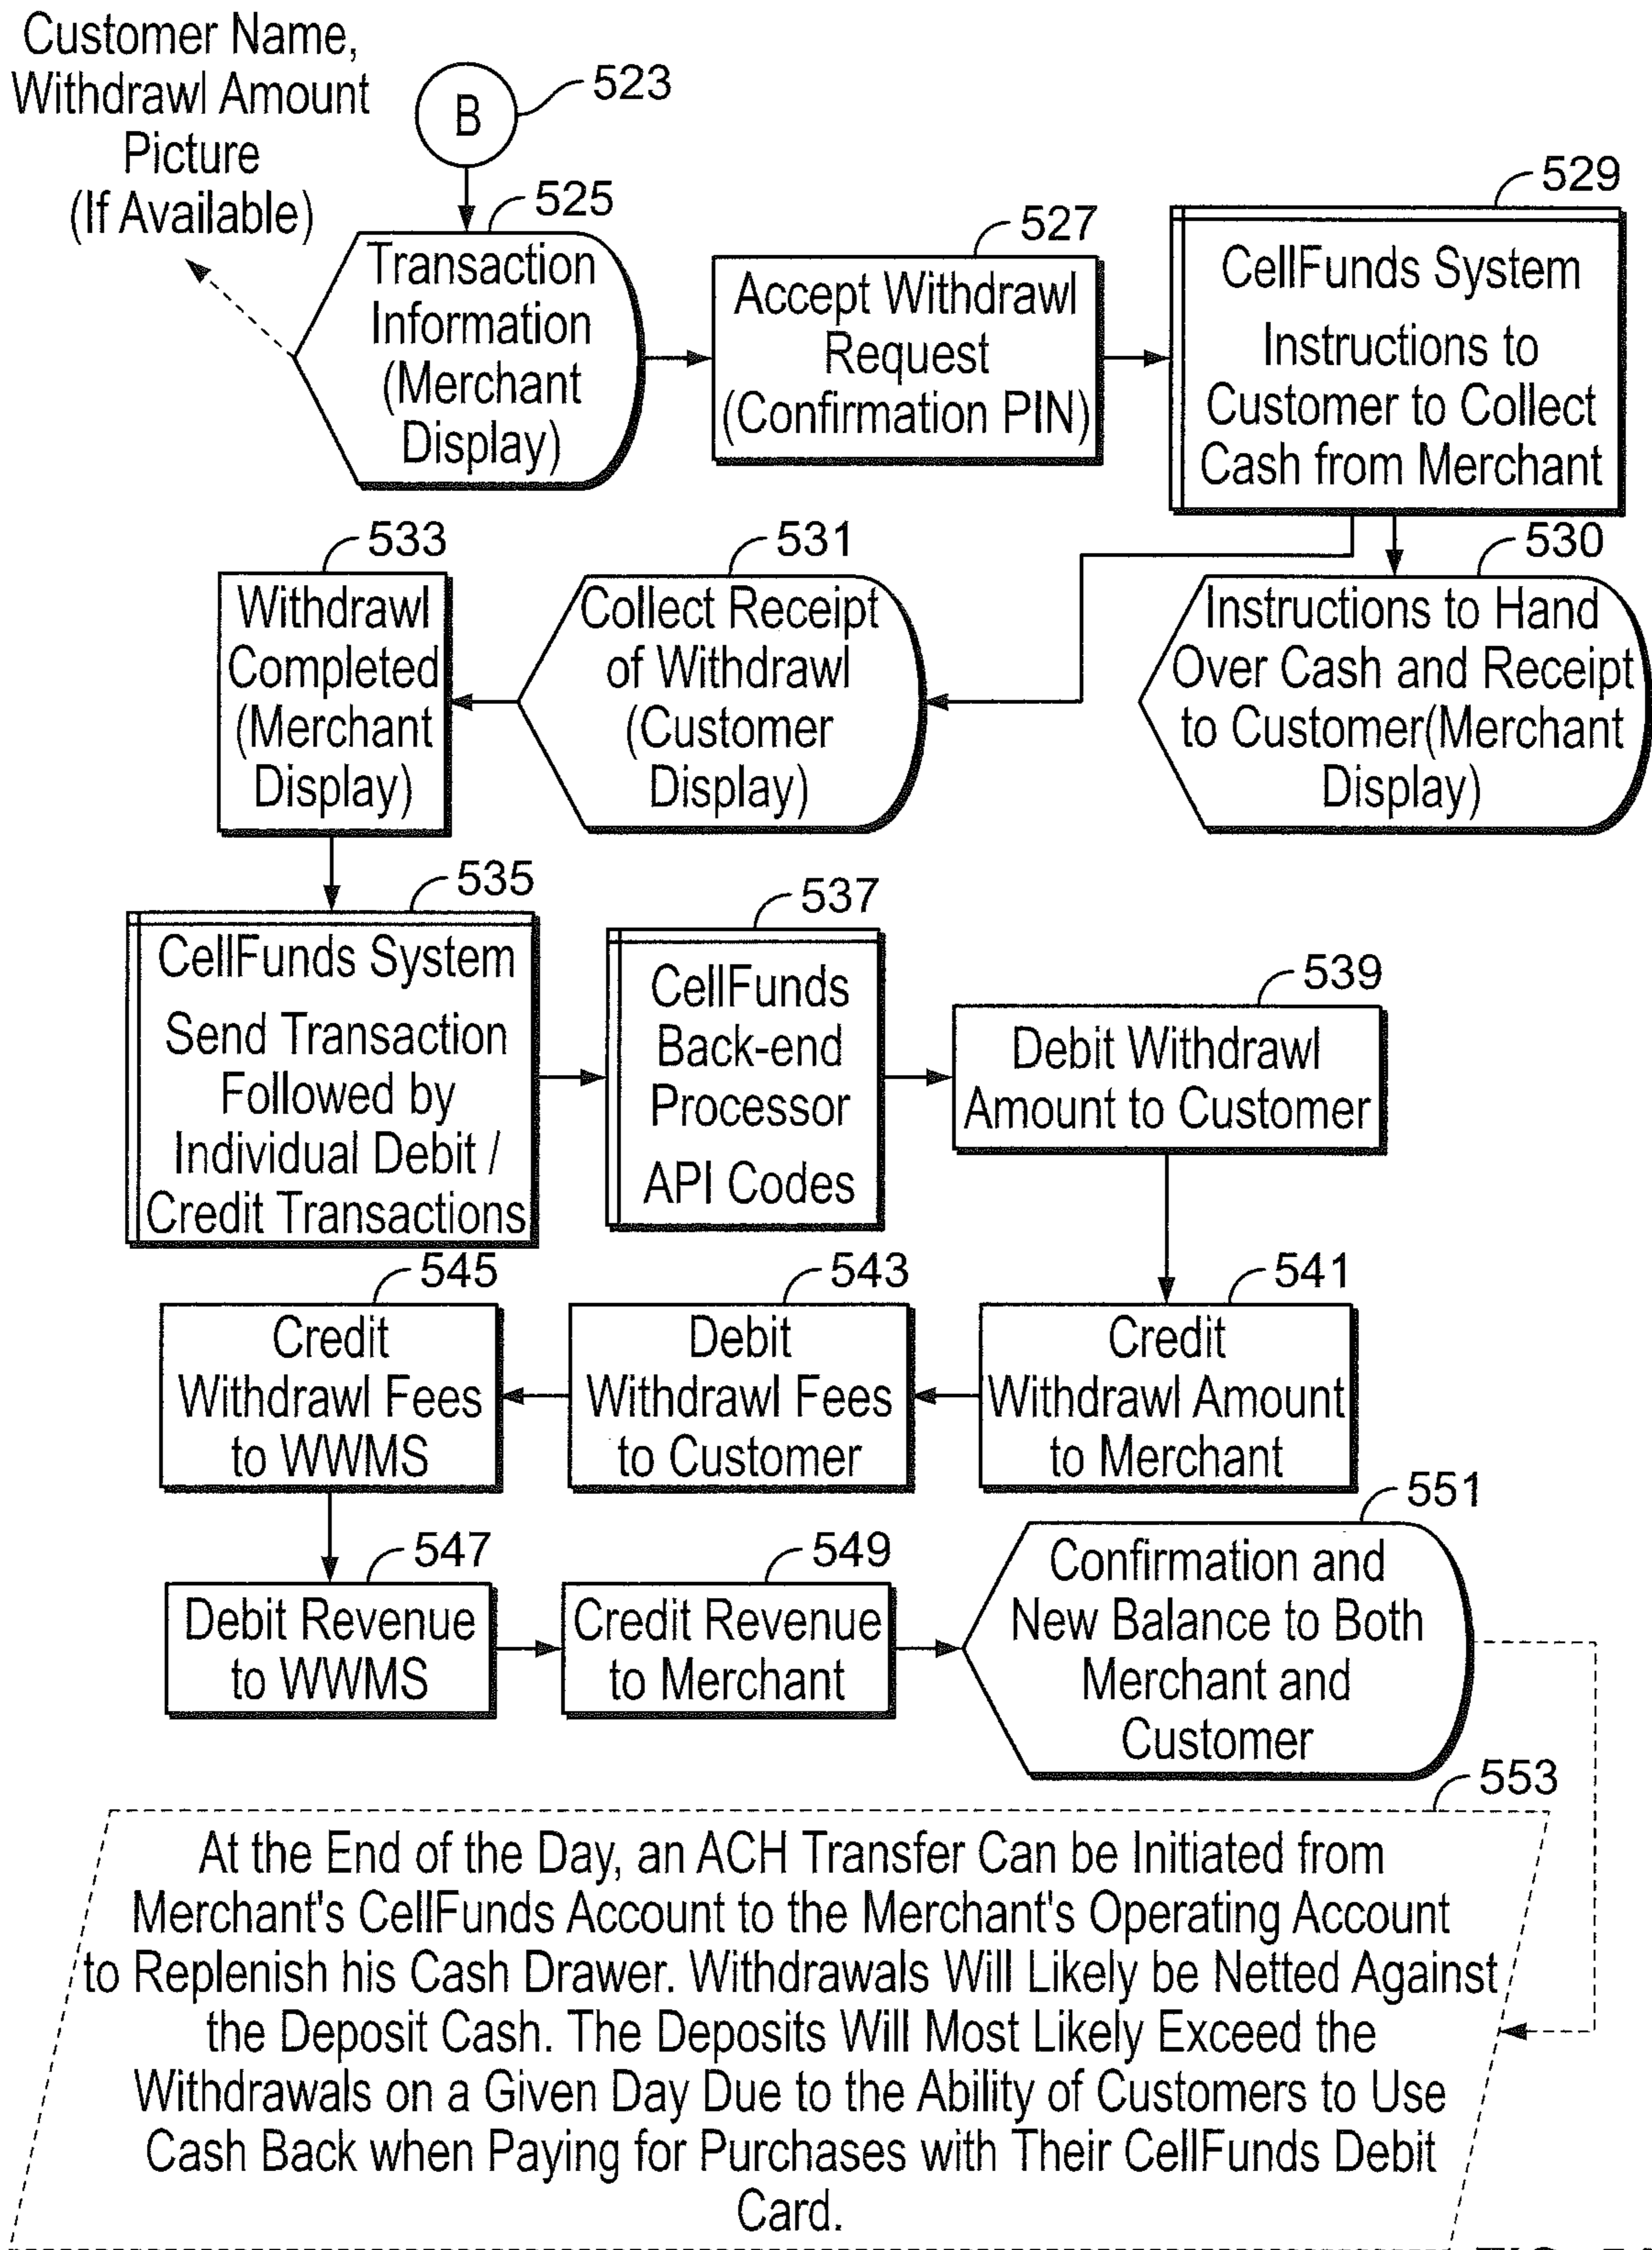 Customer Name,
Withdrawl Amount
Picture
(If Available)
B
523
525
Transaction
Information
(Merchant
Display)
527
Accept Withdrawl
Request
(Confirmation PIN)
529
CellFunds System
Instructions to
Customer to Collect
Cash from Merchant
530
Instructions to Hand
Over Cash and Receipt
to Customer(Merchant
Display)
531
Collect Receipt
of Withdrawl
(Customer
Display)
533
Withdrawl
Completed
(Merchant
Display)
535
CellFunds System
Send Transaction
Followed by
Individual Debit /
Credit Transactions
537
CellFunds
Back-end
Processor
API Codes
539
Debit Withdrawl
Amount to Customer
541
Credit
Withdrawl Amount
to Merchant
543
Debit
Withdrawl Fees
to Customer
545
Credit
Withdrawl Fees
to WWMS
547
Debit Revenue
to WWMS
549
Credit Revenue
to Merchant
551
Confirmation and
New Balance to Both
Merchant and
Customer
553
At the End of the Day, an ACH Transfer Can be Initiated from
Merchant's CellFunds Account to the Merchant's Operating Account
to Replenish his Cash Drawer. Withdrawals Will Likely be Netted Against
the Deposit Cash. The Deposits Will Most Likely Exceed the
Withdrawals on a Given Day Due to the Ability of Customers to Use
Cash Back when Paying for Purchases with Their CellFunds Debit
Card.